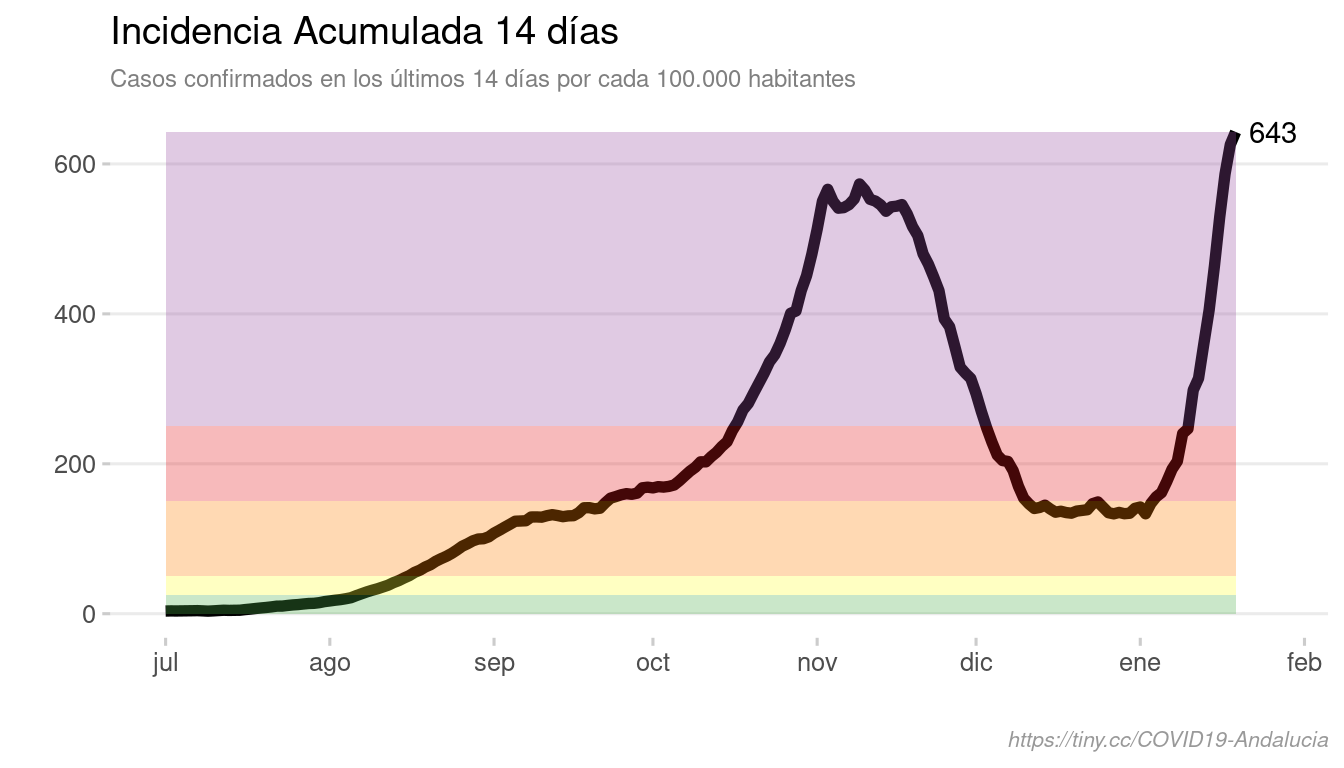 Incidencia Acumulada 14 días
Casos confirmados en los últimos 14 días por cada 100.000 habitantes
643
600
400
200
0
jul ago sep oct nov dic ene feb
https://tiny.cc/COVID19-Andalucia